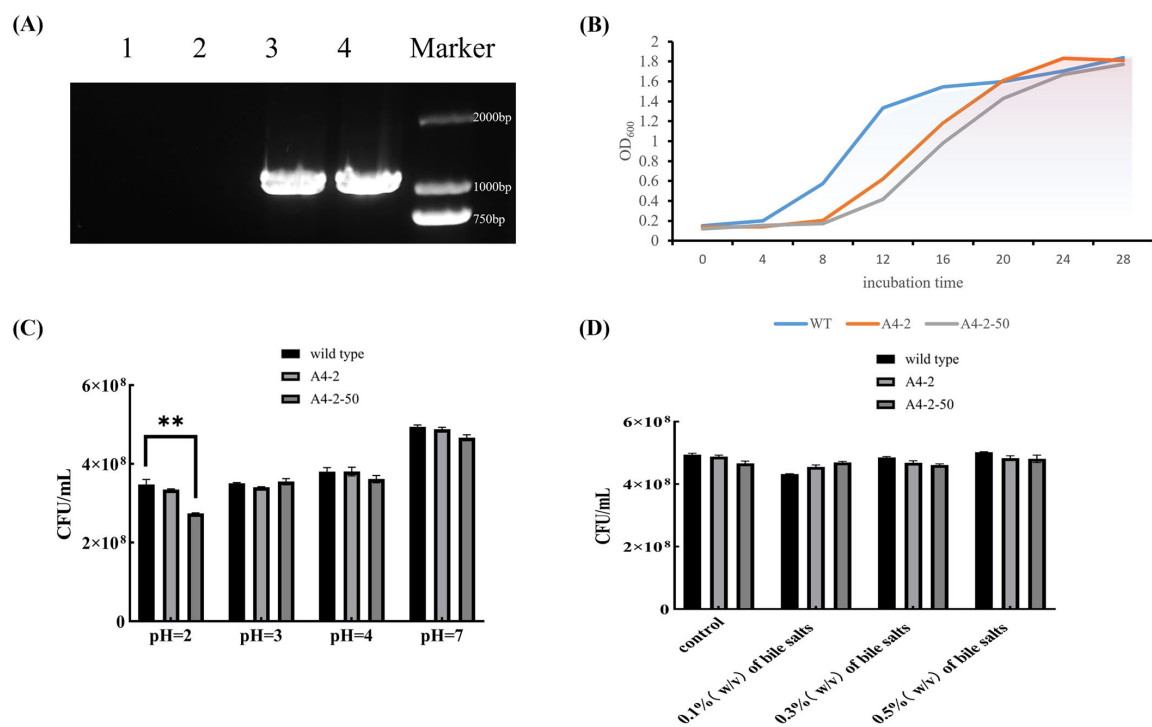 (A)
1 2 3 4 Marker
2000bp
1000bp
750bp
(B)
2
1.8
1.6
1.4
1.2
1
0.8
0.6
0.4
0.2
0
OD₆₀₀
0 4 8 12 16 20 24 28
incubation time
WT A4-2 A4-2-50
(C)
wild type
A4-2
A4-2-50
6×10⁸
4×10⁸
2×10⁸
0
CFU/mL
**
pH=2 pH=3 pH=4 pH=7
(D)
wild type
A4-2
A4-2-50
6×10⁸
4×10⁸
2×10⁸
0
CFU/mL
control
0.1%( w/v) of bile salts
0.3%( w/v) of bile salts
0.5%( w/v) of bile salts